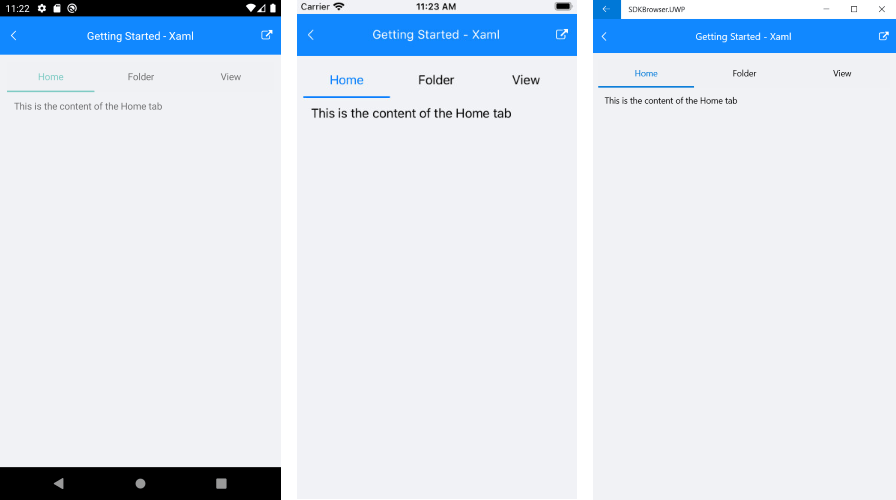 11:22
Getting Started - Xaml
Home Folder View
This is the content of the Home tab
Carrier 11:23 AM
Getting Started - Xaml
Home Folder View
This is the content of the Home tab
SDKBrowser.UWP
Getting Started - Xaml
Home Folder View
This is the content of the Home tab